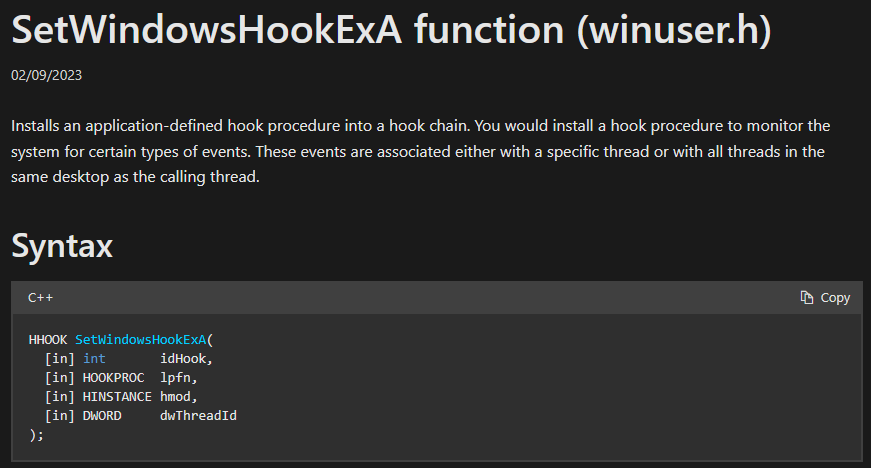 SetWindowsHookExA function (winuser.h)
02/09/2023
Installs an application-defined hook procedure into a hook chain. You would install a hook procedure to monitor the
system for certain types of events. These events are associated either with a specific thread or with all threads in the
same desktop as the calling thread.
Syntax
C++ Copy
HHOOK SetWindowsHookExA(
  [in] int       idHook,
  [in] HOOKPROC  lpfn,
  [in] HINSTANCE hmod,
  [in] DWORD     dwThreadId
);